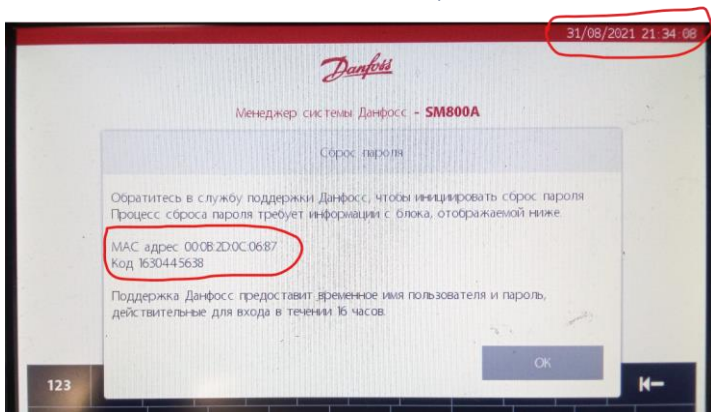 31/08/2021 21:34:08
Danfoss
Менеджер системы Данфосс - SM800A
Сброс пароля
Обратитесь в службу поддержки Данфосс, чтобы инициировать сброс пароля
Процесс сброса пароля требует информации с блока, отображаемой ниже.
MAC адрес 00:0B:2D:0C:06:87
Код 1630445638
Поддержка Данфосс предоставит временное имя пользователя и пароль,
действительные для входа в течении 16 часов.
OK
123